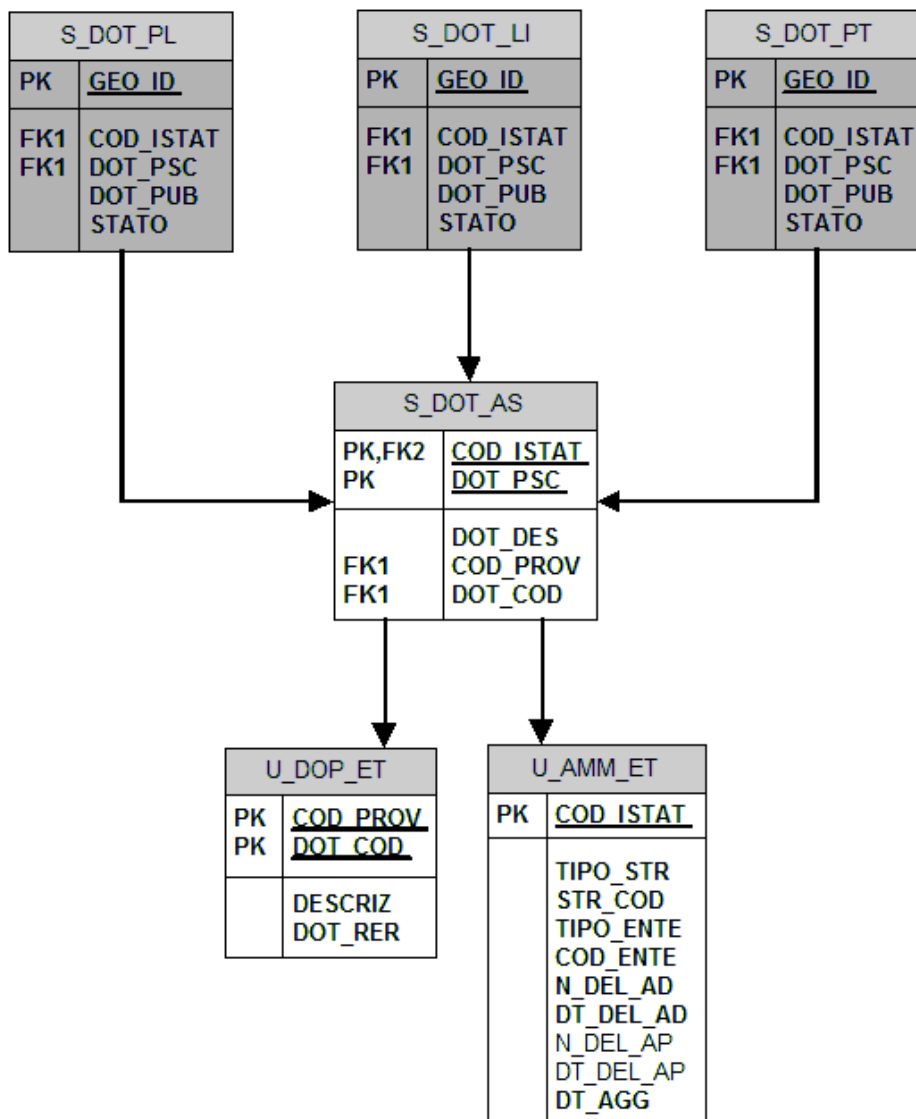 S_DOT_PL
PK GEO_ID
FK1 COD_ISTAT
FK1 DOT_PSC
DOT_PUB
STATO
S_DOT_LI
PK GEO_ID
FK1 COD_ISTAT
FK1 DOT_PSC
DOT_PUB
STATO
S_DOT_PT
PK GEO_ID
FK1 COD_ISTAT
FK1 DOT_PSC
DOT_PUB
STATO
S_DOT_AS
PK,FK2 COD_ISTAT
PK DOT_PSC
DOT_DES
FK1 COD_PROV
FK1 DOT_COD
U_DOP_ET
PK COD_PROV
PK DOT_COD
DESCRIZ
DOT_RER
U_AMM_ET
PK COD_ISTAT
TIPO_STR
STR_COD
TIPO_ENTE
COD_ENTE
N_DEL_AD
DT_DEL_AD
N_DEL_AP
DT_DEL_AP
DT_AGG